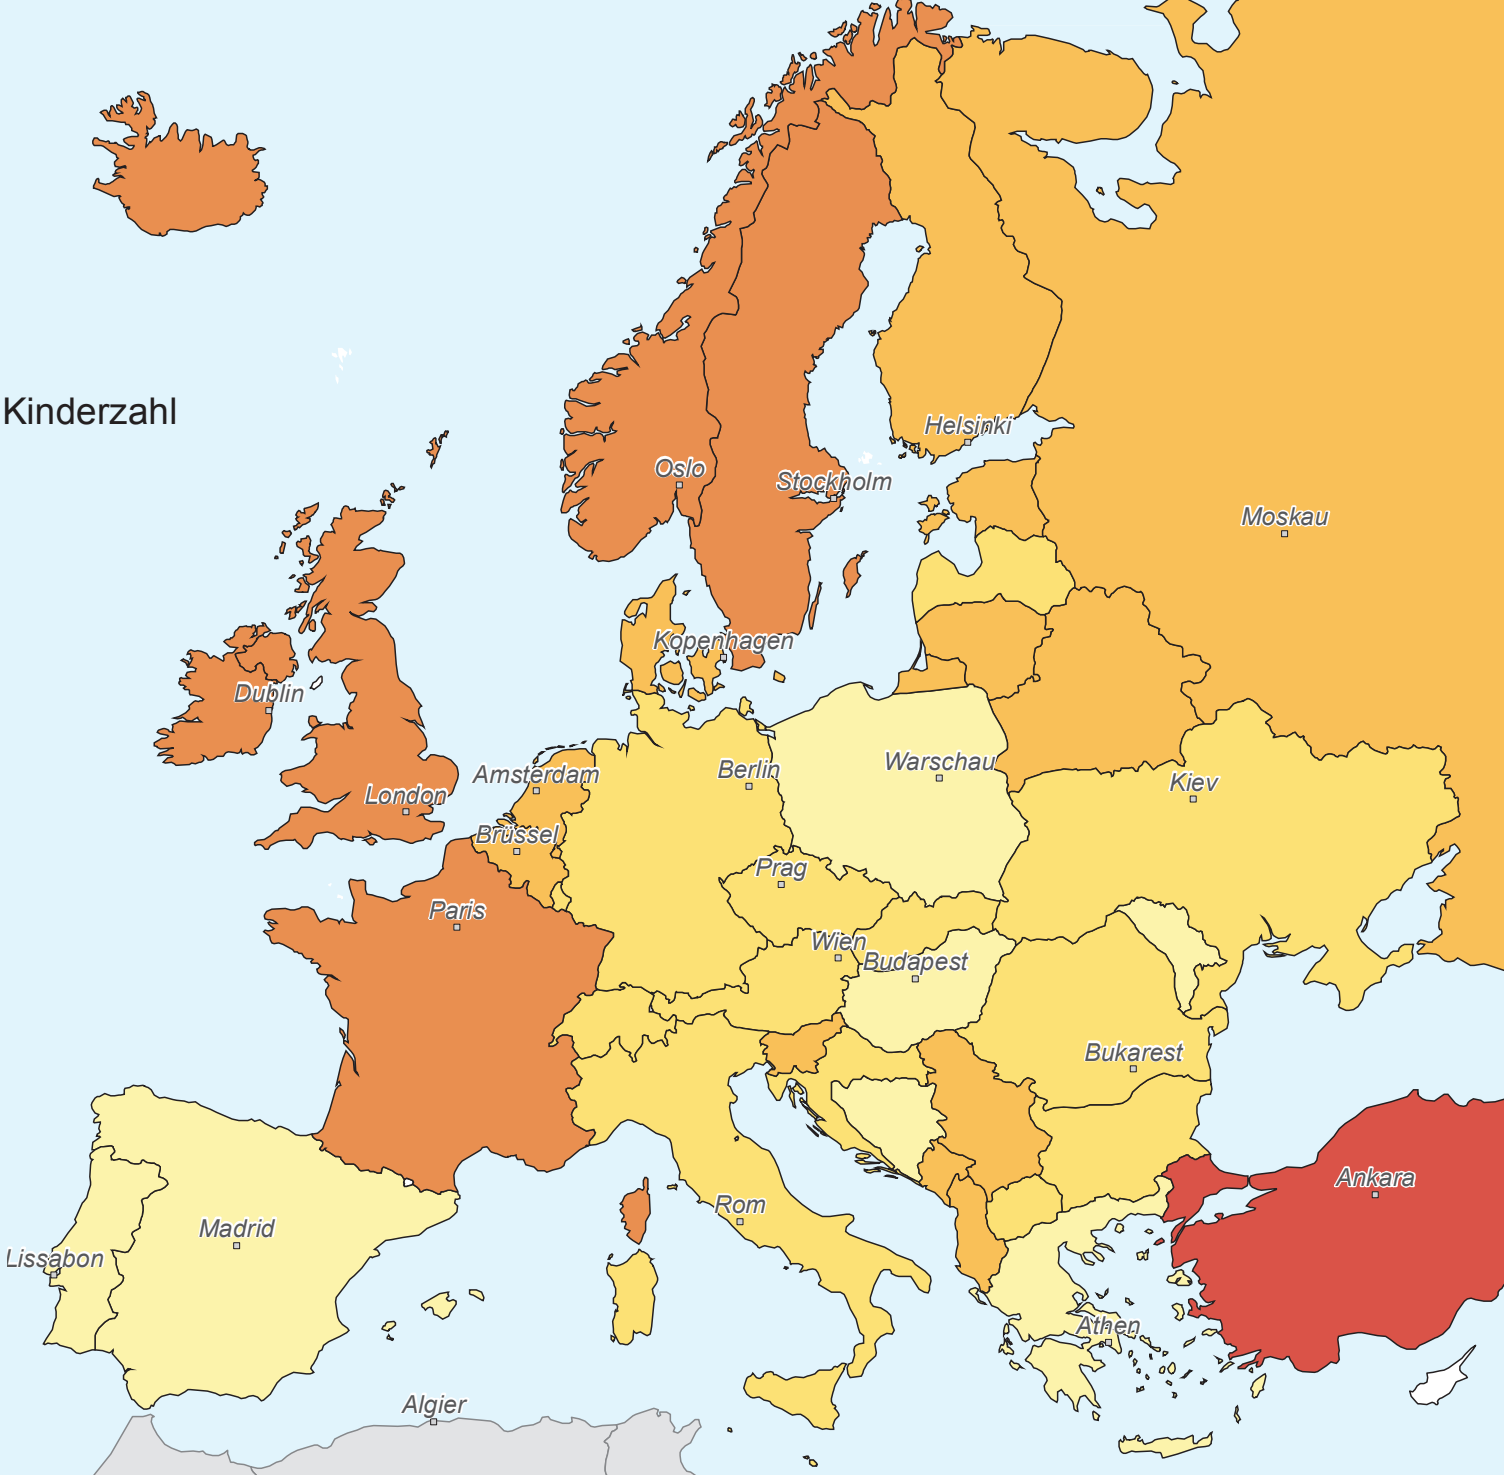 Kinderzahl
Helsinki
Oslo
Stockholm
Moskau
Kopenhagen
Dublin
Warschau
Berlin
Amsterdam
Kiev
London
Brüssel
Prag
Paris
Wien
Budapest
Bukarest
Ankara
Rom
Madrid
Lissabon
Athen
Algier